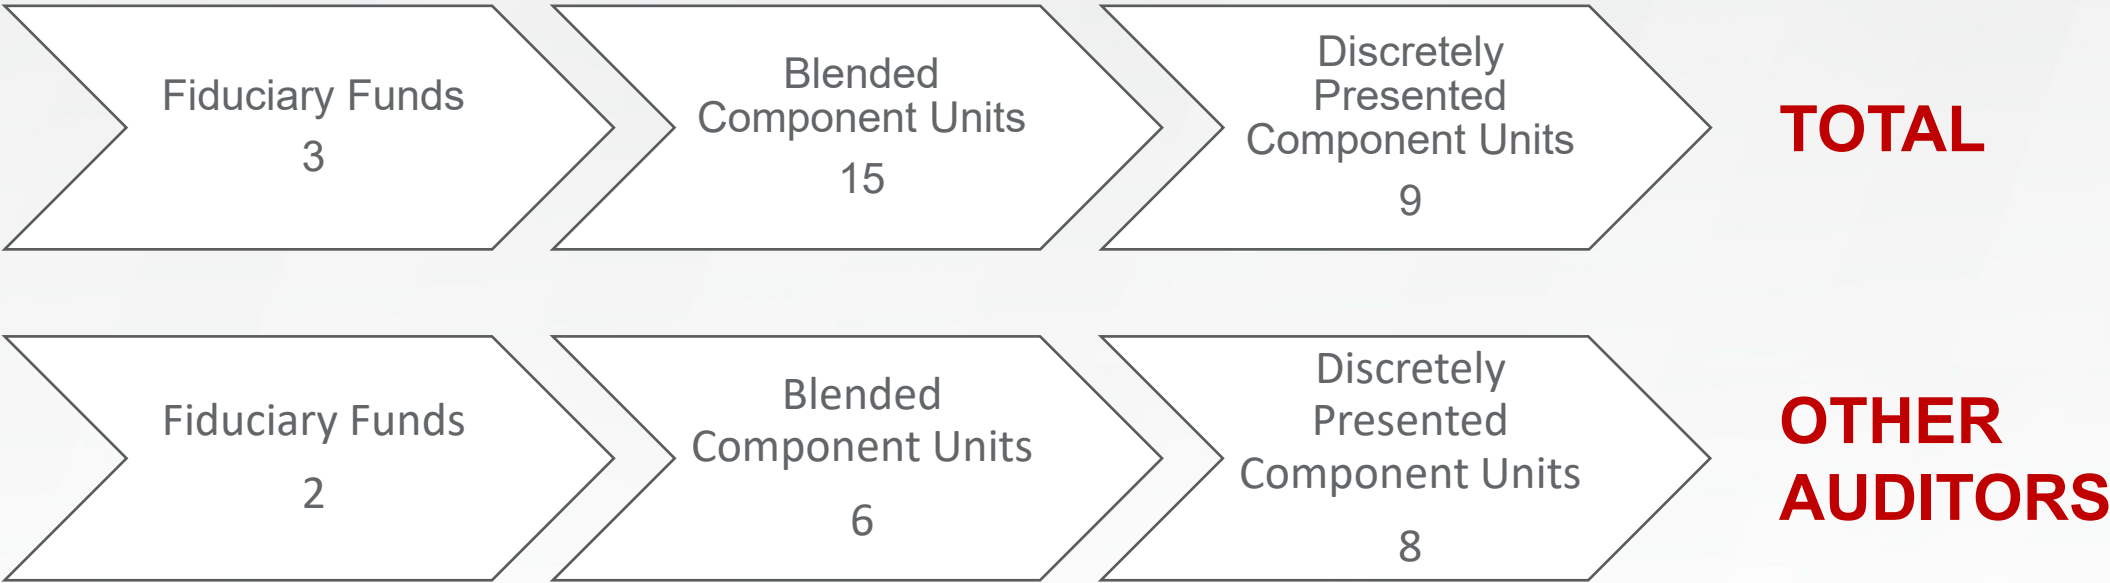 Fiduciary Funds
3
Blended
Component Units
15
Discretely
Presented
Component Units
9
TOTAL
Fiduciary Funds
2
Blended
Component Units
6
Discretely
Presented
Component Units
8
OTHER
AUDITORS